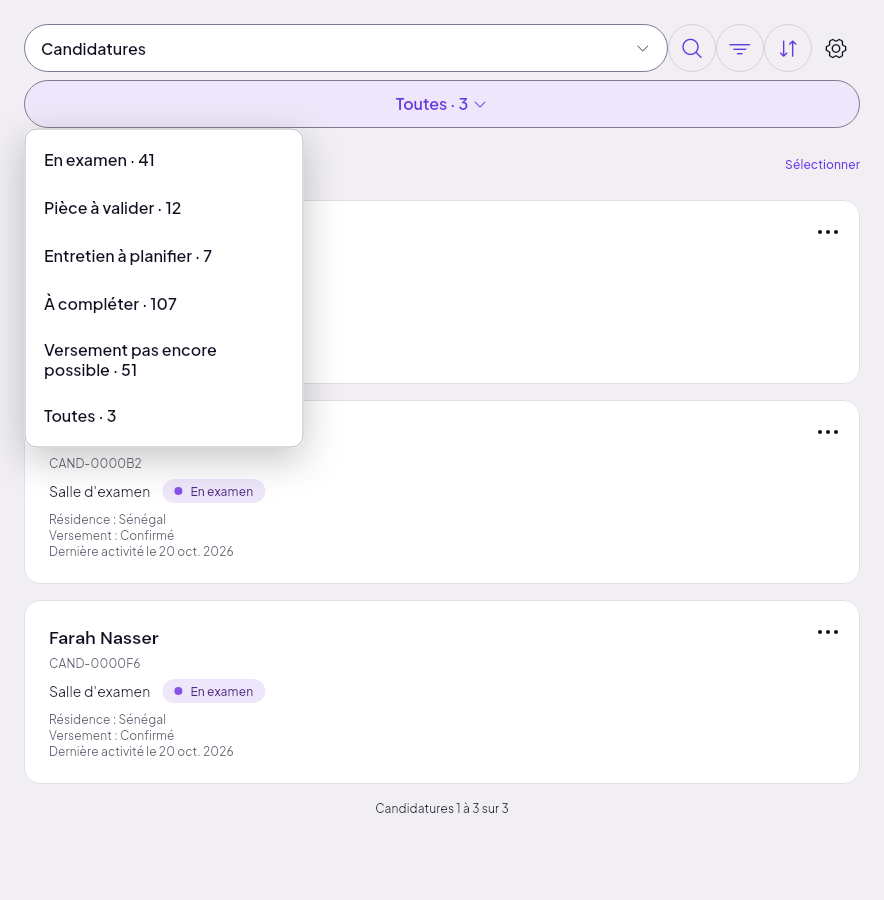 Candidatures
Toutes · 3
En examen · 41
Pièce à valider · 12
Entretien à planifier · 7
À compléter · 107
Versement pas encore
possible · 51
Toutes · 3
Sélectionner
CAND-0000B2
Salle d'examen En examen
Résidence : Sénégal
Versement : Confirmé
Dernière activité le 20 oct. 2026
Farah Nasser
CAND-0000F6
Salle d'examen En examen
Résidence : Sénégal
Versement : Confirmé
Dernière activité le 20 oct. 2026
Candidatures 1 à 3 sur 3